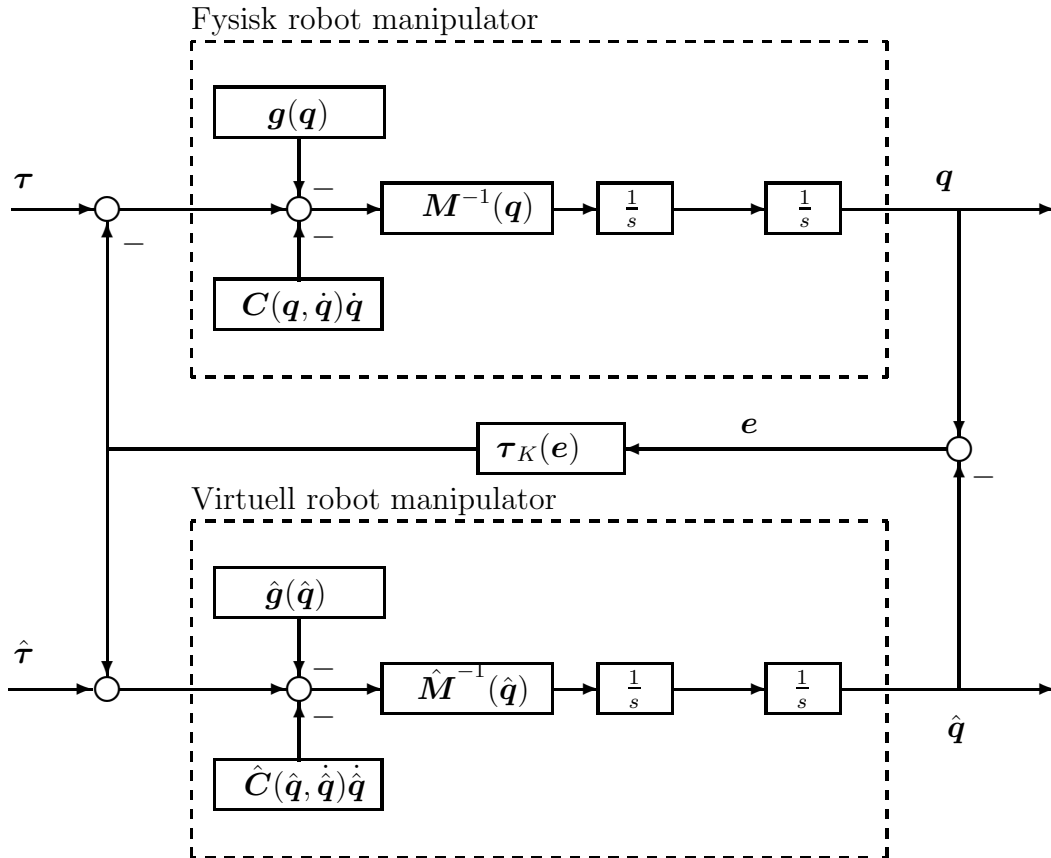 Fysisk robot manipulator
g(q)
τ
−
M⁻¹(q)
1/s
1/s
q
−
−
C(q, q̇)q̇
τ_K(e)
e
−
Virtuell robot manipulator
ĝ(q̂)
τ̂
−
M̂⁻¹(q̂)
1/s
1/s
−
q̂
Ĉ(q̂, q̂̇)q̂̇